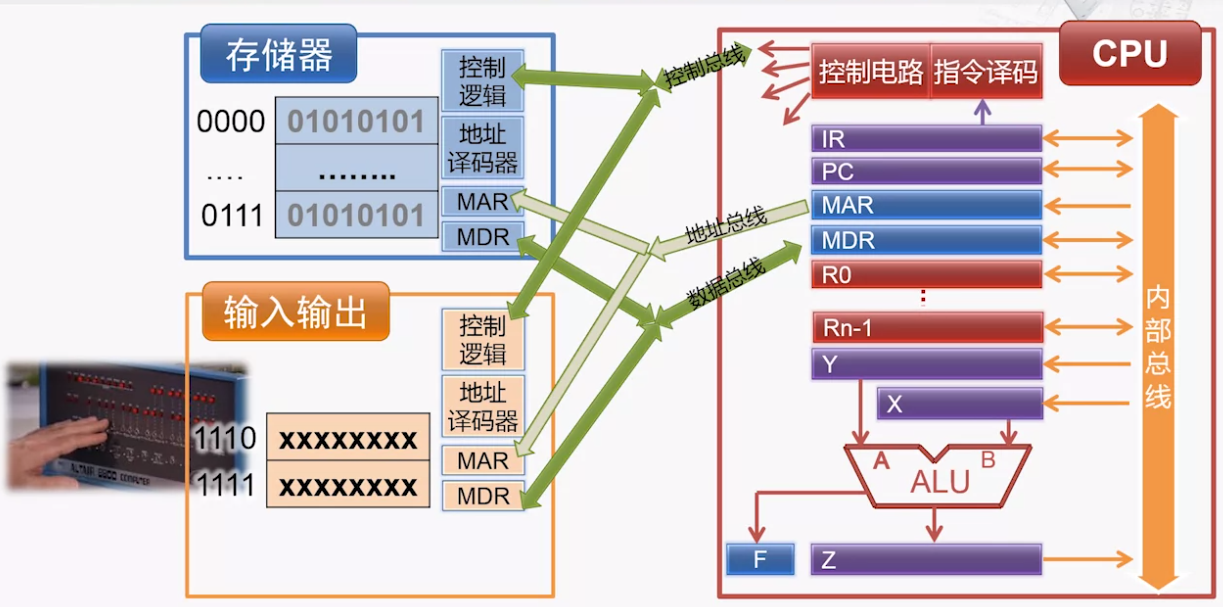 存储器
控制
逻辑
0000
01010101
地址
译码器
....
........
MAR
0111
01010101
MDR
输入输出
控制
逻辑
地址
译码器
1110
xxxxxxxx
MAR
1111
xxxxxxxx
MDR
ALTAIR 8800 COMPUTER
控制总线
地址总线
数据总线
CPU
控制电路
指令译码
IR
PC
MAR
MDR
R0
Rn-1
Y
X
A
B
ALU
F
Z
内部总线